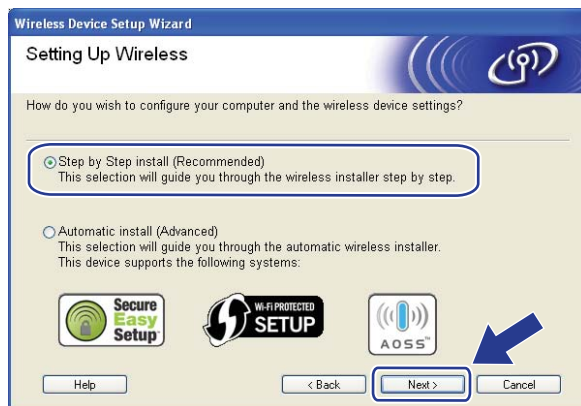 Wireless Device Setup Wizard
Setting Up Wireless
How do you wish to configure your computer and the wireless device settings?
Step by Step install (Recommended)
This selection will guide you through the wireless installer step by step.
Automatic install (Advanced)
This selection will guide you through the automatic wireless installer.
This device supports the following systems:
Secure
Easy
Setup
Wi-Fi PROTECTED
SETUP
AOSS™
Help
< Back
Next >
Cancel